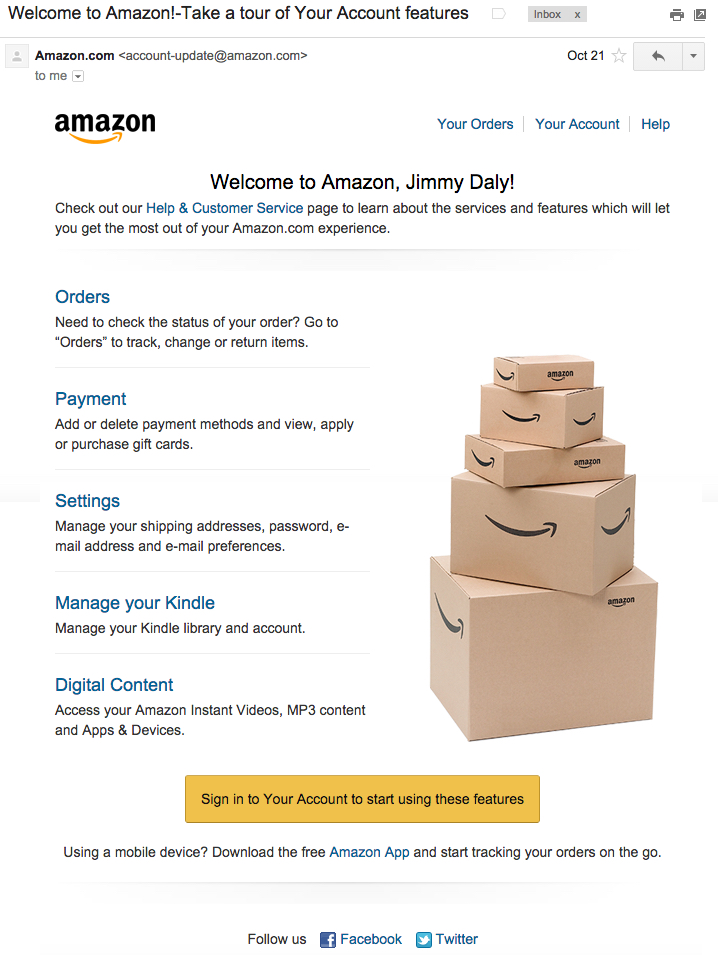 Welcome to Amazon!-Take a tour of Your Account features
Inbox x
Amazon.com <account-update@amazon.com>
Oct 21
to me
amazon
Your Orders
Your Account
Help
Welcome to Amazon, Jimmy Daly!
Check out our Help & Customer Service page to learn about the services and features which will let
you get the most out of your Amazon.com experience.
Orders
Need to check the status of your order? Go to
“Orders” to track, change or return items.
Payment
Add or delete payment methods and view, apply
or purchase gift cards.
Settings
Manage your shipping addresses, password, e-
mail address and e-mail preferences.
Manage your Kindle
Manage your Kindle library and account.
Digital Content
Access your Amazon Instant Videos, MP3 content
and Apps & Devices.
amazon
amazon
amazon
Sign in to Your Account to start using these features
Using a mobile device? Download the free Amazon App and start tracking your orders on the go.
Follow us
Facebook
Twitter